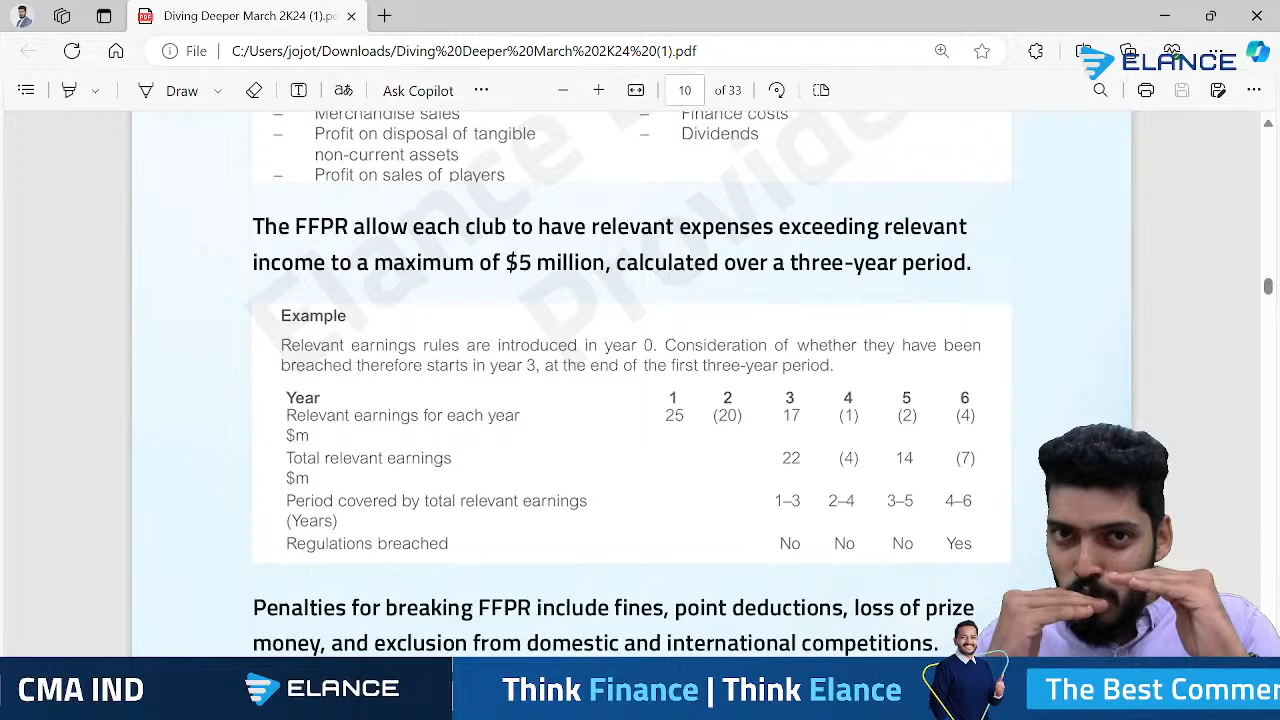 Diving Deeper March 2K24 (1).p
File C:/Users/jojot/Downloads/Diving%20Deeper%20March%202K24%20(1).pdf
ELANCE
Draw Ask Copilot 10 of 33
– Merchandise sales
– Profit on disposal of tangible
non-current assets
– Profit on sales of players
– Finance costs
– Dividends
The FFPR allow each club to have relevant expenses exceeding relevant
income to a maximum of $5 million, calculated over a three-year period.
Example
Relevant earnings rules are introduced in year 0. Consideration of whether they have been
breached therefore starts in year 3, at the end of the first three-year period.
Year 1 2 3 4 5 6
Relevant earnings for each year 25 (20) 17 (1) (2) (4)
$m
Total relevant earnings 22 (4) 14 (7)
$m
Period covered by total relevant earnings 1–3 2–4 3–5 4–6
(Years)
Regulations breached No No No Yes
Penalties for breaking FFPR include fines, point deductions, loss of prize
money, and exclusion from domestic and international competitions.
CMA IND ELANCE Think Finance | Think Elance The Best Comme